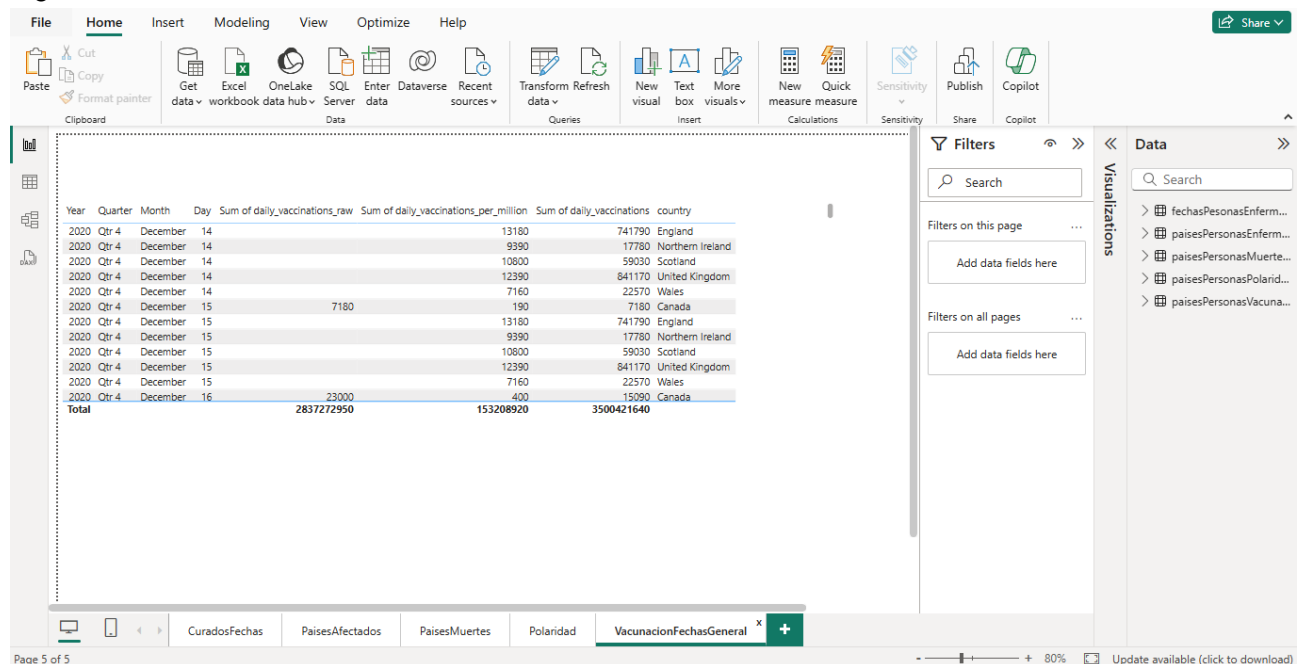 File Home Insert Modeling View Optimize Help Share
Cut
Copy
Format painter
Paste
Get data Excel workbook OneLake data hub SQL Server Enter data Dataverse Recent sources Transform data Refresh New visual Text box More visuals New measure Quick measure Sensitivity Publish Copilot
Clipboard Data Queries Insert Calculations Sensitivity Share Copilot
Year Quarter Month Day Sum of daily_vaccinations_raw Sum of daily_vaccinations_per_million Sum of daily_vaccinations country
2020 Qtr 4 December 14 13180 741790 England
2020 Qtr 4 December 14 9390 17780 Northern Ireland
2020 Qtr 4 December 14 10800 59030 Scotland
2020 Qtr 4 December 14 12390 841170 United Kingdom
2020 Qtr 4 December 14 7160 22570 Wales
2020 Qtr 4 December 15 7180 190 7180 Canada
2020 Qtr 4 December 15 13180 741790 England
2020 Qtr 4 December 15 9390 17780 Northern Ireland
2020 Qtr 4 December 15 10800 59030 Scotland
2020 Qtr 4 December 15 12390 841170 United Kingdom
2020 Qtr 4 December 15 7160 22570 Wales
2020 Qtr 4 December 16 23000 400 15090 Canada
Total 2837272950 153208920 3500421640
Filters
Search
Filters on this page ...
Add data fields here
Filters on all pages ...
Add data fields here
Visualizations
Data
Search
fechasPesonasEnferm...
paisesPersonasEnferm...
paisesPersonasMuerte...
paisesPersonasPolarid...
paisesPersonasVacuna...
CuradosFechas PaisesAfectados PaisesMuertes Polaridad VacunacionFechasGeneral x +
Page 5 of 5 - + 80% Update available (click to download)